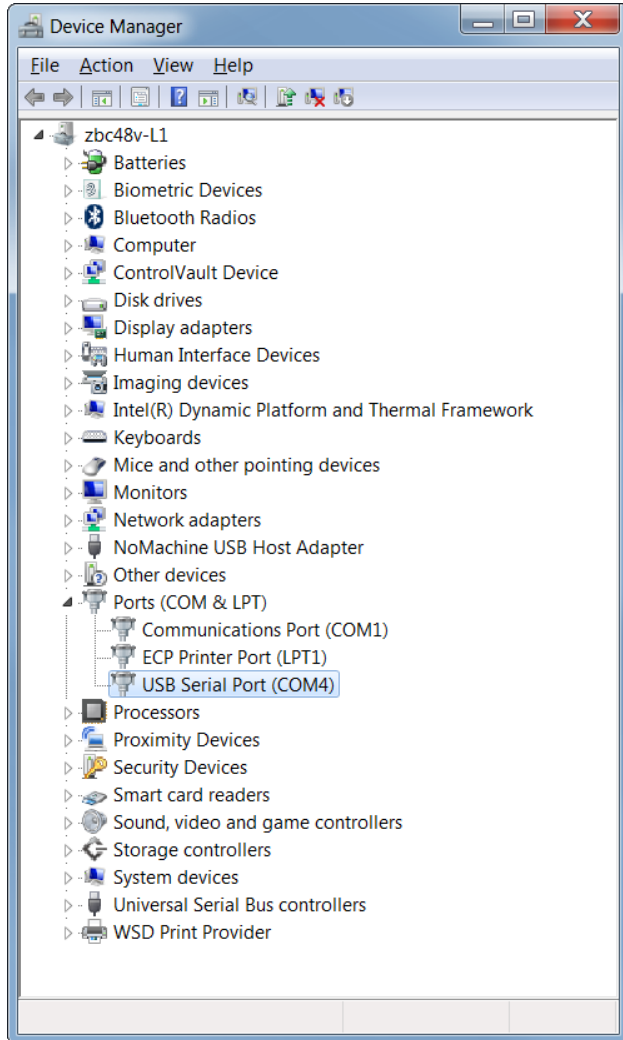 Device Manager
File Action View Help
zbc48v-L1
Batteries
Biometric Devices
Bluetooth Radios
Computer
ControlVault Device
Disk drives
Display adapters
Human Interface Devices
Imaging devices
Intel(R) Dynamic Platform and Thermal Framework
Keyboards
Mice and other pointing devices
Monitors
Network adapters
NoMachine USB Host Adapter
Other devices
Ports (COM & LPT)
Communications Port (COM1)
ECP Printer Port (LPT1)
USB Serial Port (COM4)
Processors
Proximity Devices
Security Devices
Smart card readers
Sound, video and game controllers
Storage controllers
System devices
Universal Serial Bus controllers
WSD Print Provider